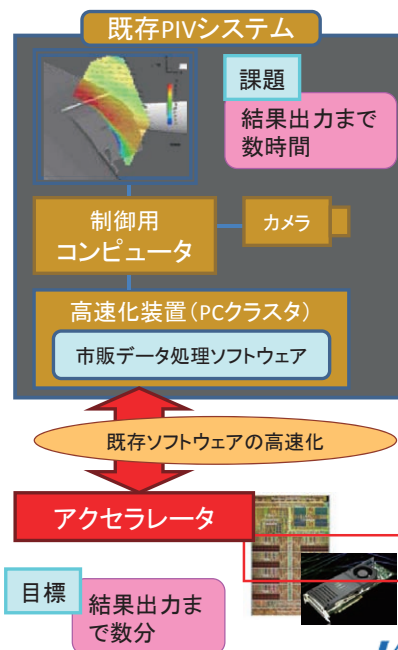 既存PIVシステム
課題
結果出力まで
数時間
制御用
コンピュータ
カメラ
高速化装置（PCクラスタ）
市販データ処理ソフトウェア
既存ソフトウェアの高速化
アクセラレータ
目標
結果出力ま
で数分